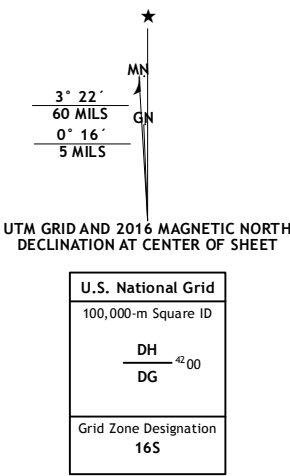 ★
MN
3° 22´
60 MILS
GN
0° 16´
5 MILS
UTM GRID AND 2016 MAGNETIC NORTH
DECLINATION AT CENTER OF SHEET
U.S. National Grid
100,000-m Square ID
DH
4200
DG
Grid Zone Designation
16S